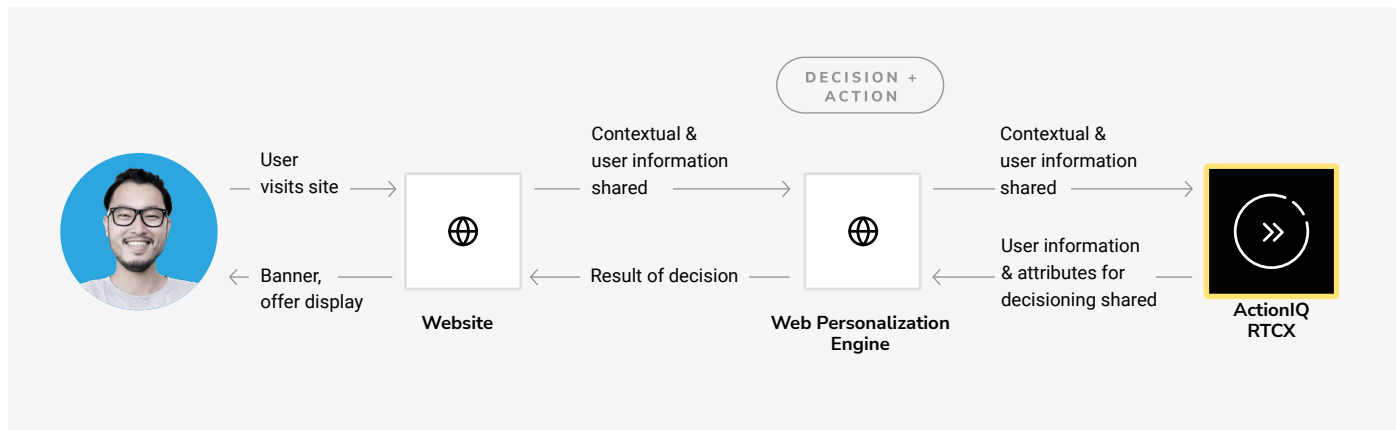 DECISION +
ACTION
User
visits site
Contextual &
user information
shared
Contextual &
user information
shared
Banner,
offer display
Result of decision
User information
& attributes for
decisioning shared
Website
Web Personalization
Engine
ActionIQ
RTCX